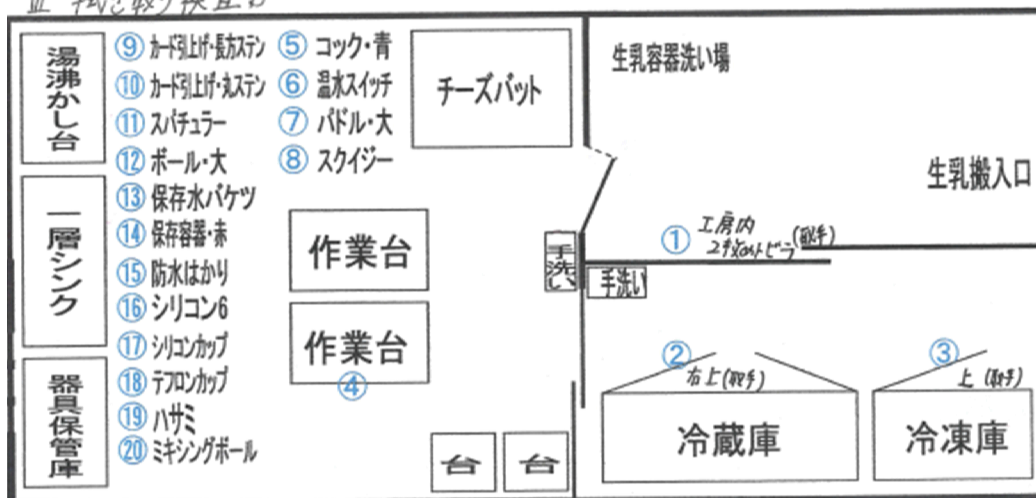 湯沸かし台
⑨ カード引上げ・長方ステン
⑩ カード引上げ・丸ステン
⑪ スパチュラー
⑫ ボール・大
⑬ 保存水バケツ
⑭ 保存容器・赤
⑮ 防水はかり
⑯ シリコン6
⑰ シリコンカップ
⑱ テフロンカップ
⑲ ハサミ
⑳ ミキシングボール
一層シンク
器具保管庫
⑤ コック・青
⑥ 温水スイッチ
⑦ パドル・大
⑧ スクイジー
チーズバット
作業台
作業台
④
台
台
手洗い
手洗い
生乳容器洗い場
生乳搬入口
① 工房内
2枚目トビラ(取手)
② 右上(取手)
冷蔵庫
③ 上(取手)
冷凍庫